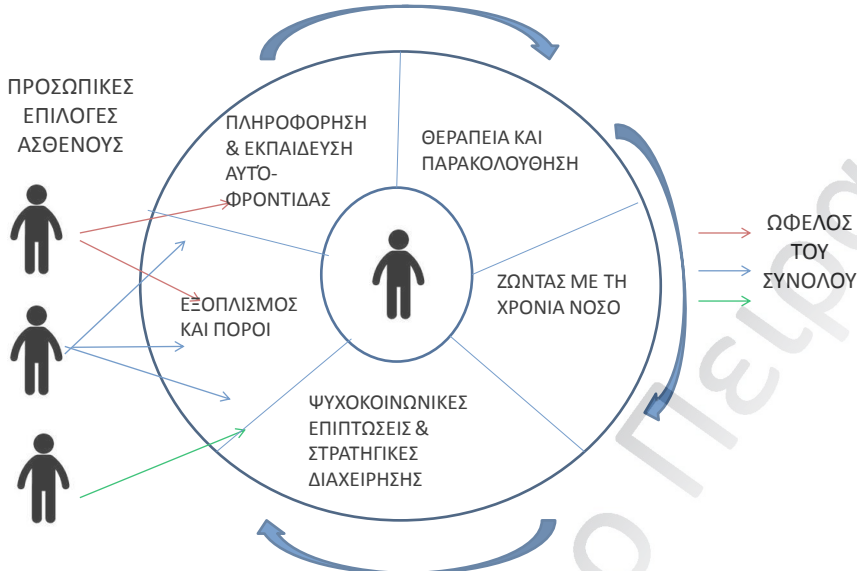 ΠΡΟΣΩΠΙΚΕΣ
ΕΠΙΛΟΓΕΣ
ΑΣΘΕΝΟΥΣ
ΠΛΗΡΟΦΟΡΗΣΗ
& ΕΚΠΑΙΔΕΥΣΗ
ΑΥΤΌ-
ΦΡΟΝΤΙΔΑΣ
ΘΕΡΑΠΕΙΑ ΚΑΙ
ΠΑΡΑΚΟΛΟΥΘΗΣΗ
ΕΞΟΠΛΙΣΜΟΣ
ΚΑΙ ΠΟΡΟΙ
ΖΩΝΤΑΣ ΜΕ ΤΗ
ΧΡΟΝΙΑ ΝΟΣΟ
ΨΥΧΟΚΟΙΝΩΝΙΚΕΣ
ΕΠΙΠΤΩΣΕΙΣ &
ΣΤΡΑΤΗΓΙΚΕΣ
ΔΙΑΧΕΙΡΗΣΗΣ
ΩΦΕΛΟΣ
ΤΟΥ
ΣΥΝΟΛΟΥ